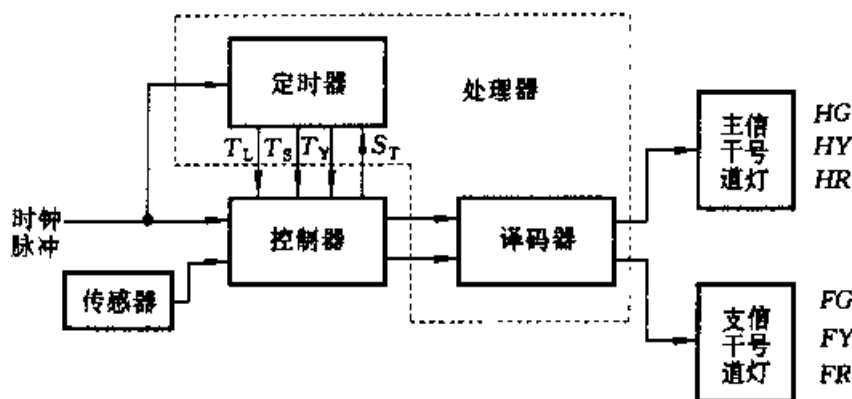 定时器
处理器
T_L T_S T_Y S_T
时钟
脉冲
控制器
译码器
传感器
主信
干号
道灯
HG
HY
HR
支信
干号
道灯
FG
FY
FR